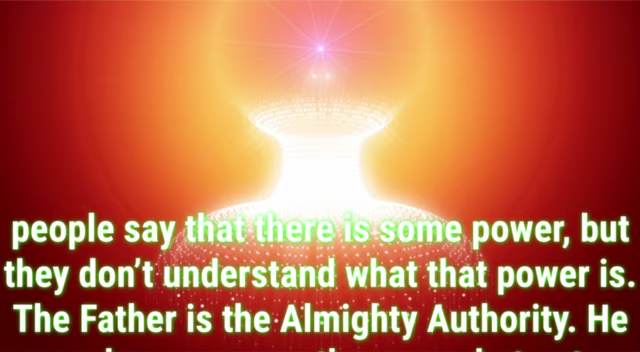 people say that there is some power, but
they don’t understand what that power is.
The Father is the Almighty Authority. He